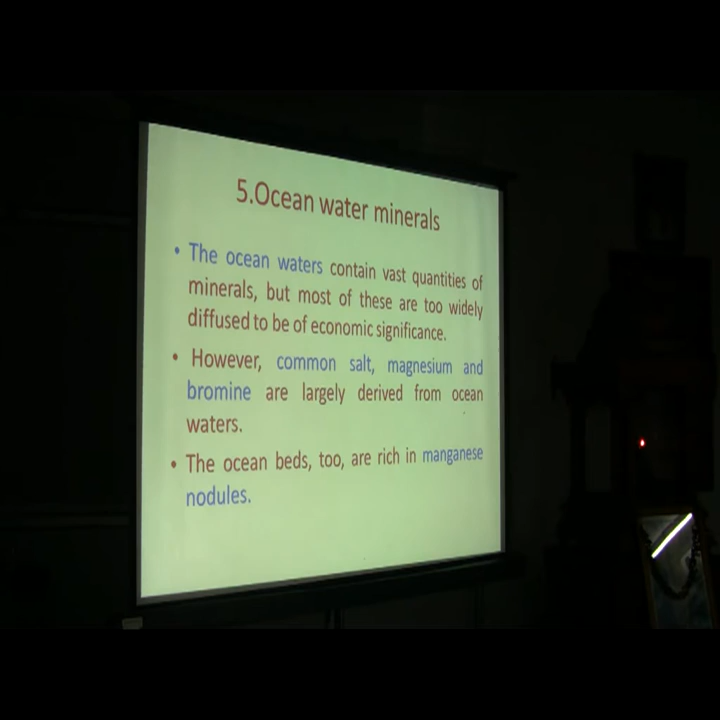 5.Ocean water minerals
• The ocean waters contain vast quantities of
minerals, but most of these are too widely
diffused to be of economic significance.
• However, common salt, magnesium and
bromine are largely derived from ocean
waters.
• The ocean beds, too, are rich in manganese
nodules.